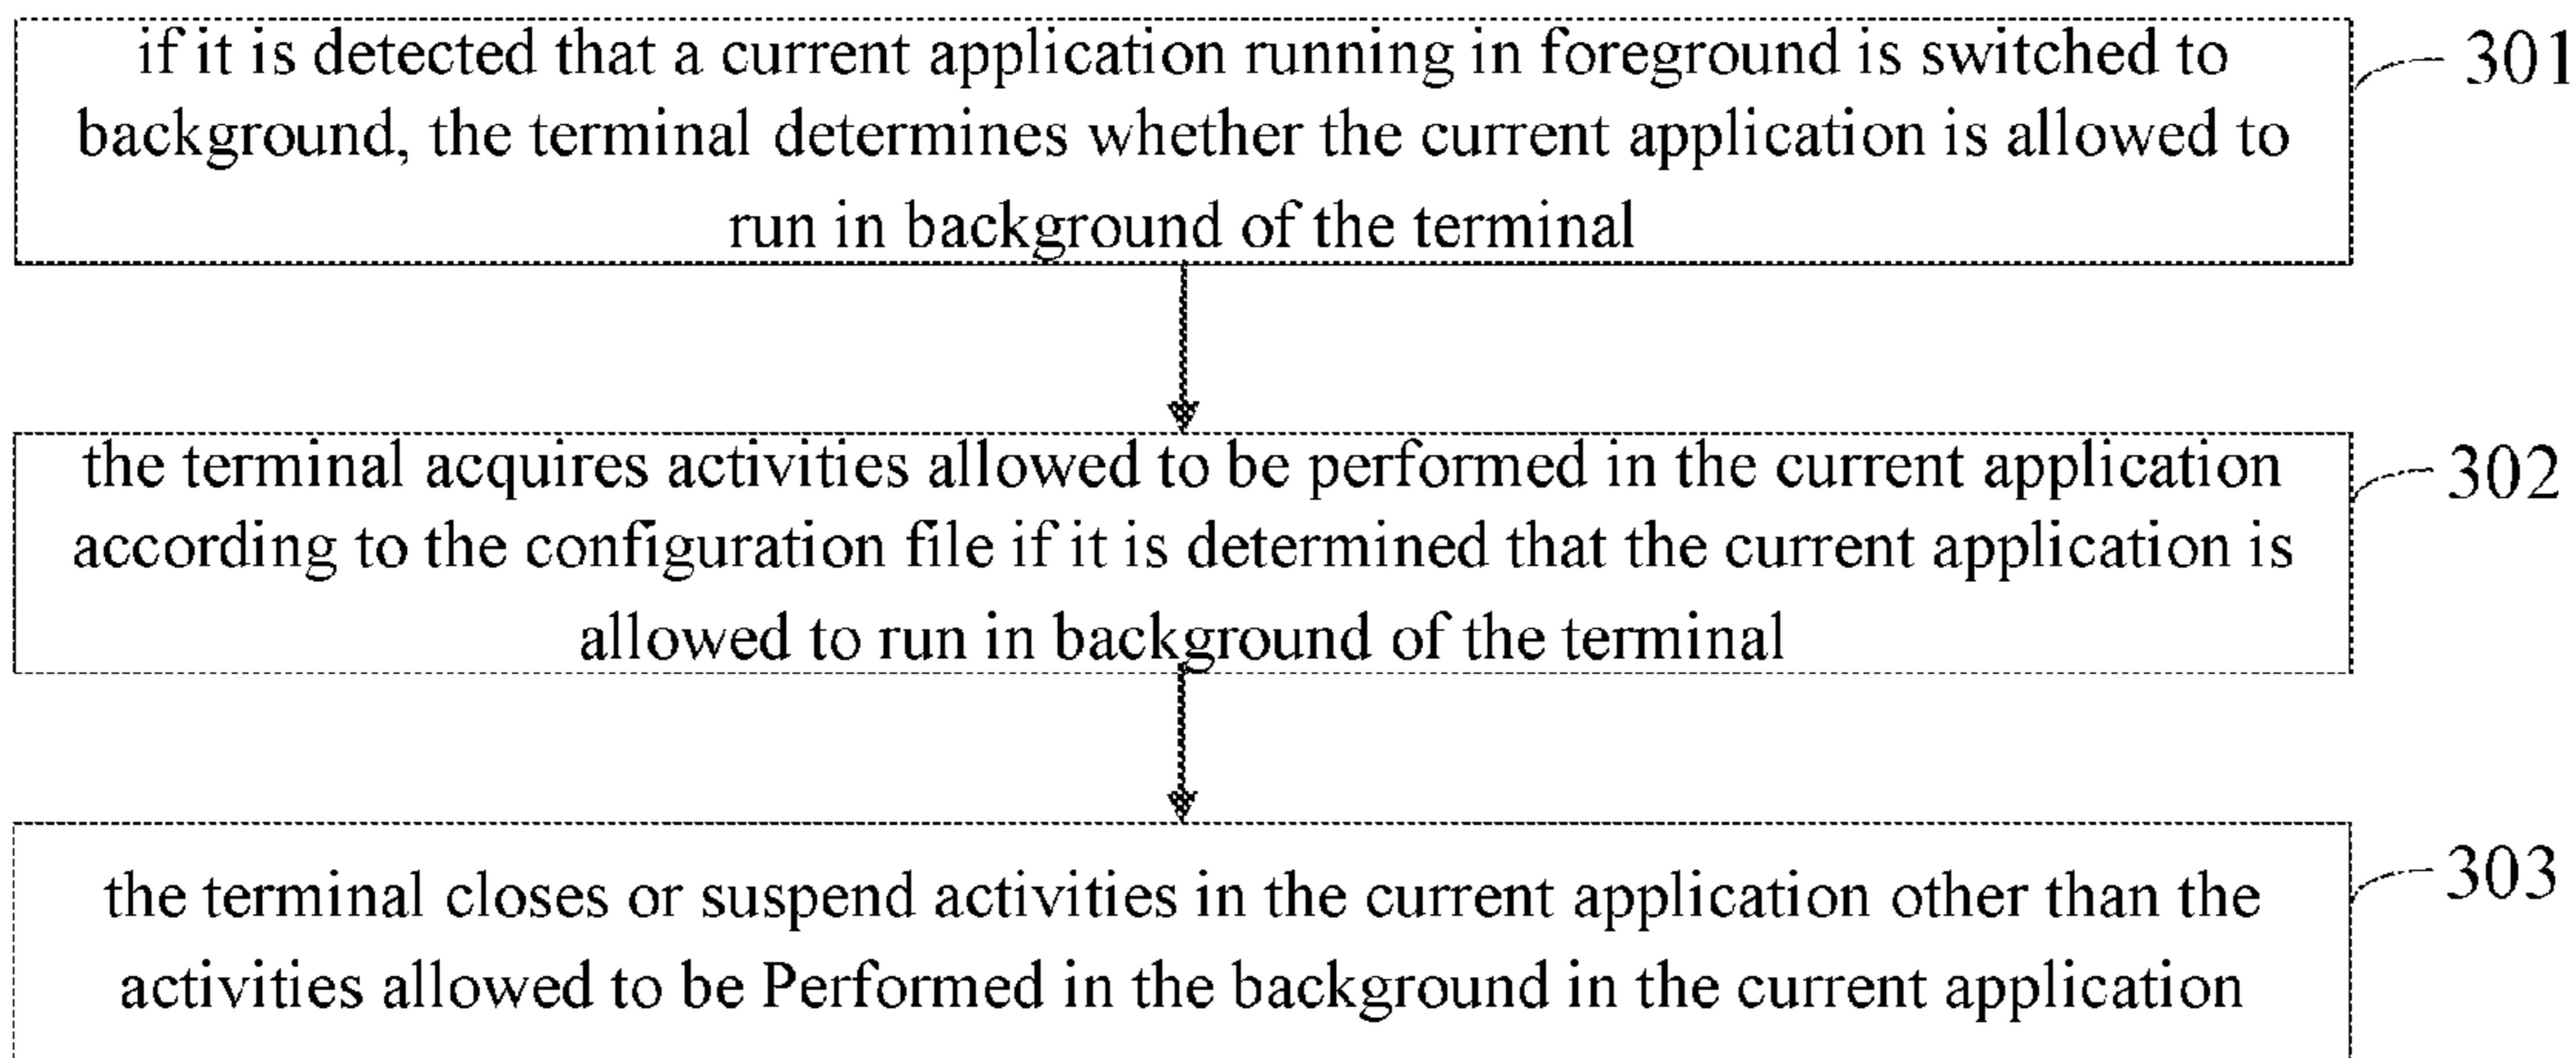 if it is detected that a current application running in foreground is switched to
background, the terminal determines whether the current application is allowed to
run in background of the terminal
301
the terminal acquires activities allowed to be performed in the current application
according to the configuration file if it is determined that the current application is
allowed to run in background of the terminal
302
the terminal closes or suspend activities in the current application other than the
activities allowed to be Performed in the background in the current application
303